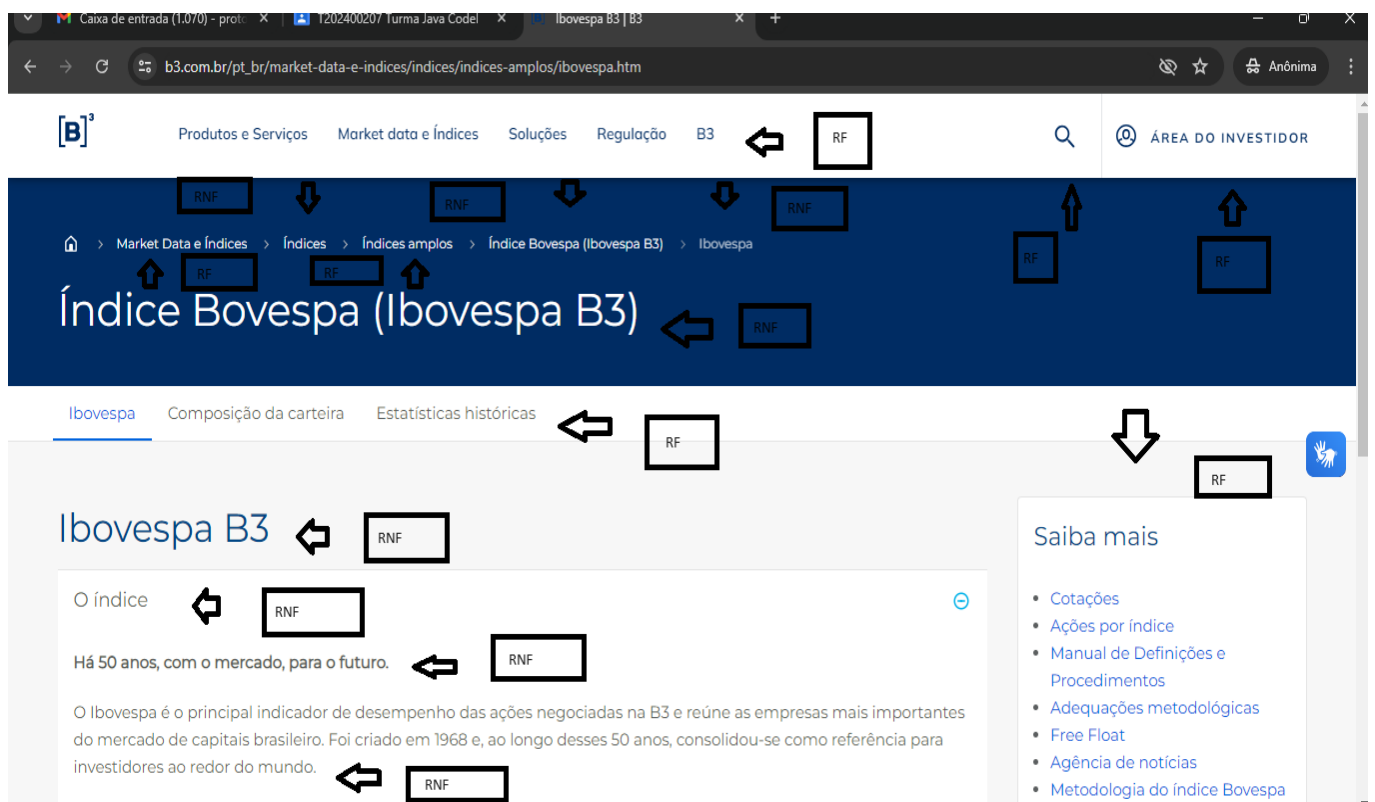 Caixa de entrada (1.070) - proto
T202400207 Turma Java Codel
Ibovespa B3 | B3
b3.com.br/pt_br/market-data-e-indices/indices/indices-amplos/ibovespa.htm
Anônima
[B]³
Produtos e Serviços
Market data e Índices
Soluções
Regulação
B3
RF
ÁREA DO INVESTIDOR
RNF
RNF
RNF
Market Data e Índices > Índices > Índices amplos > Índice Bovespa (Ibovespa B3) > Ibovespa
RF
RF
RF
RF
Índice Bovespa (Ibovespa B3)
RNF
Ibovespa
Composição da carteira
Estatísticas históricas
RF
RF
Ibovespa B3
RNF
O índice
RNF
Há 50 anos, com o mercado, para o futuro.
RNF
O Ibovespa é o principal indicador de desempenho das ações negociadas na B3 e reúne as empresas mais importantes
do mercado de capitais brasileiro. Foi criado em 1968 e, ao longo desses 50 anos, consolidou-se como referência para
investidores ao redor do mundo.
RNF
Saiba mais
• Cotações
• Ações por índice
• Manual de Definições e
Procedimentos
• Adequações metodológicas
• Free Float
• Agência de notícias
• Metodologia do índice Bovespa